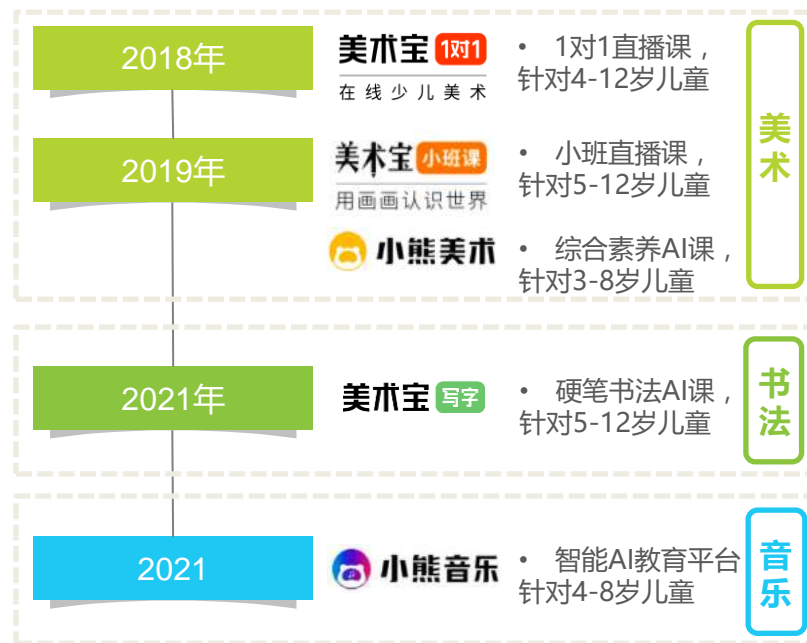 2018年
美术宝 1对1
在线少儿美术
• 1对1直播课，
针对4-12岁儿童
美术
2019年
美术宝 小班课
用画画认识世界
• 小班直播课，
针对5-12岁儿童
小熊美术
• 综合素养AI课，
针对3-8岁儿童
2021年
美术宝 写字
• 硬笔书法AI课，
针对5-12岁儿童
书法
2021
小熊音乐
• 智能AI教育平台
针对4-8岁儿童
音乐